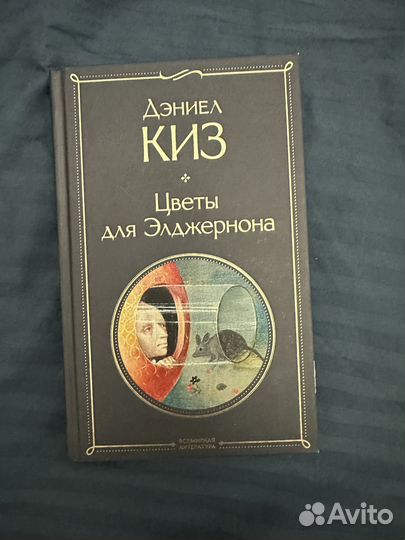 Дэниел
КИЗ
Цветы
для Элджернона
ВСЕМИРНАЯ
ЛИТЕРАТУРА
Avito